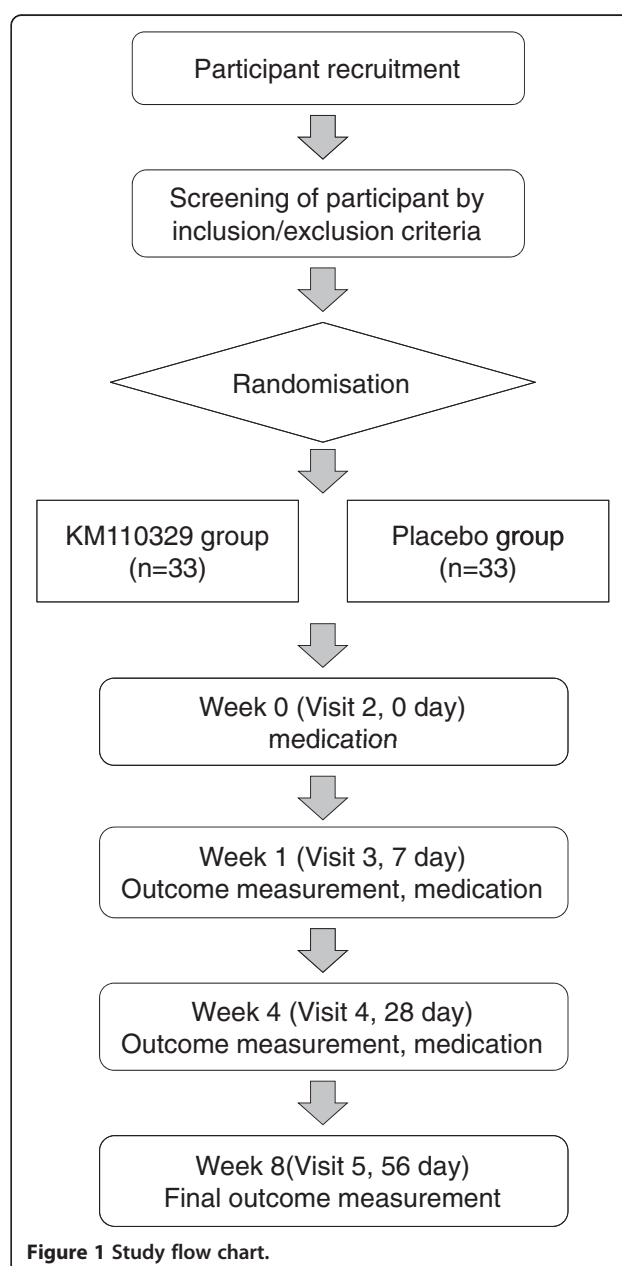 Participant recruitment
Screening of participant by
inclusion/exclusion criteria
Randomisation
KM110329 group
(n=33)
Placebo group
(n=33)
Week 0 (Visit 2, 0 day)
medication
Week 1 (Visit 3, 7 day)
Outcome measurement, medication
Week 4 (Visit 4, 28 day)
Outcome measurement, medication
Week 8(Visit 5, 56 day)
Final outcome measurement
Figure 1 Study flow chart.